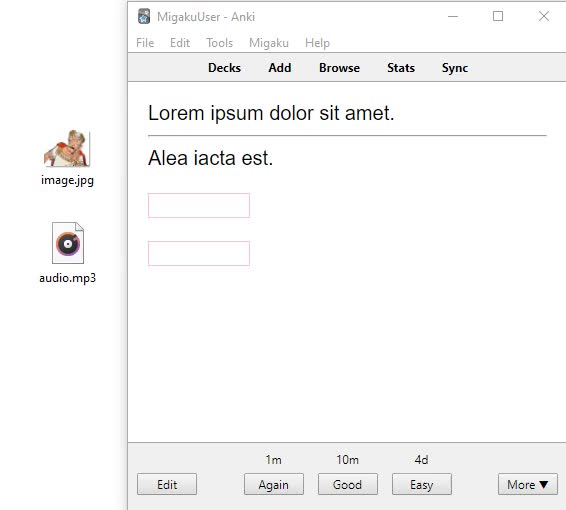 MigakuUser - Anki
File Edit Tools Migaku Help
Decks Add Browse Stats Sync
Lorem ipsum dolor sit amet.
Alea iacta est.
image.jpg
audio.mp3
1m 10m 4d
Edit Again Good Easy More ▼